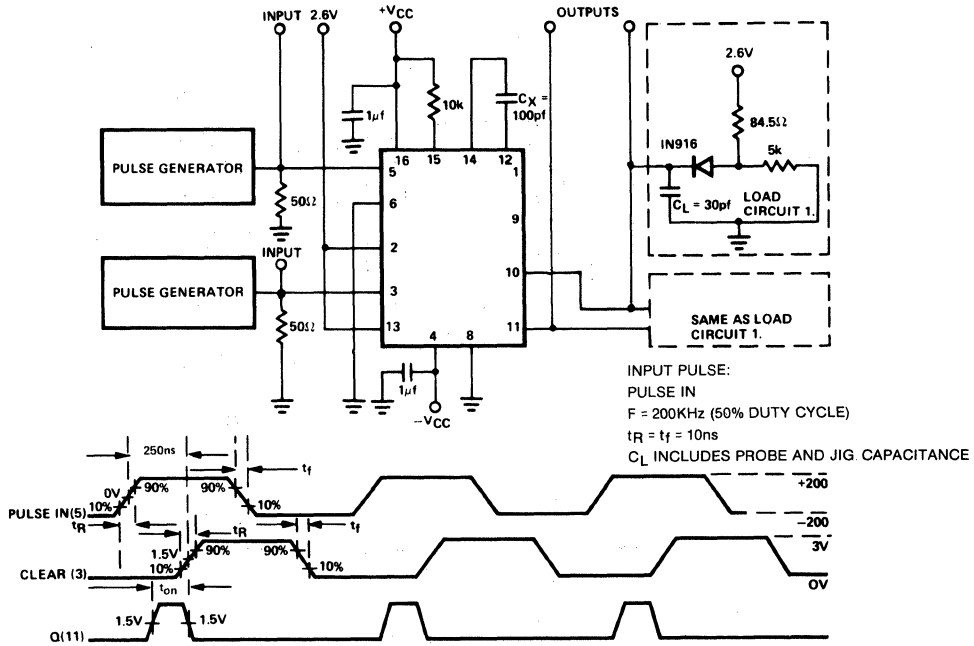 INPUT 2.6V +VCC OUTPUTS
2.6V
1μf
10k
CX = 100pf
84.5Ω
IN916
5k
CL = 30pf
LOAD CIRCUIT 1.
PULSE GENERATOR
50Ω
INPUT
PULSE GENERATOR
50Ω
16 15 14 12
5
6
2
3
13
1
9
10
11
4 8
1μf
−VCC
SAME AS LOAD CIRCUIT 1.
INPUT PULSE:
PULSE IN
F = 200KHz (50% DUTY CYCLE)
tR = tf = 10ns
CL INCLUDES PROBE AND JIG CAPACITANCE
250ns
tf
0V
90% 90%
10% 10%
+200
PULSE IN(5)
−200
tR tR tf
1.5V
90% 90%
3V
10% 10%
CLEAR (3)
0V
ton
1.5V 1.5V
Q(11)